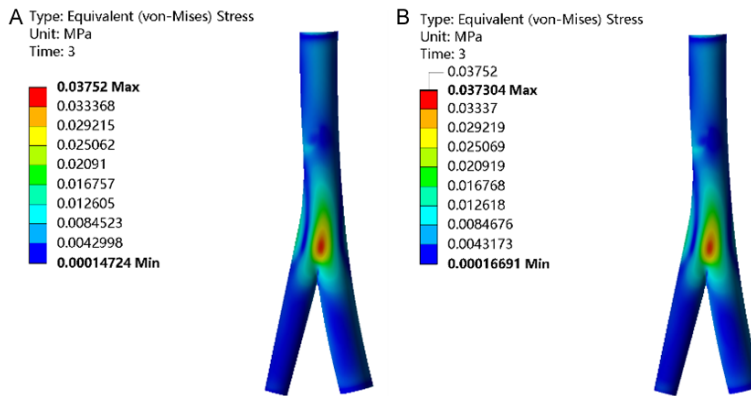 A
Type: Equivalent (von-Mises) Stress
Unit: MPa
Time: 3
0.03752 Max
0.033368
0.029215
0.025062
0.02091
0.016757
0.012605
0.0084523
0.0042998
0.00014724 Min
B
Type: Equivalent (von-Mises) Stress
Unit: MPa
Time: 3
0.03752
0.037304 Max
0.03337
0.029219
0.025069
0.020919
0.016768
0.012618
0.0084676
0.0043173
0.00016691 Min